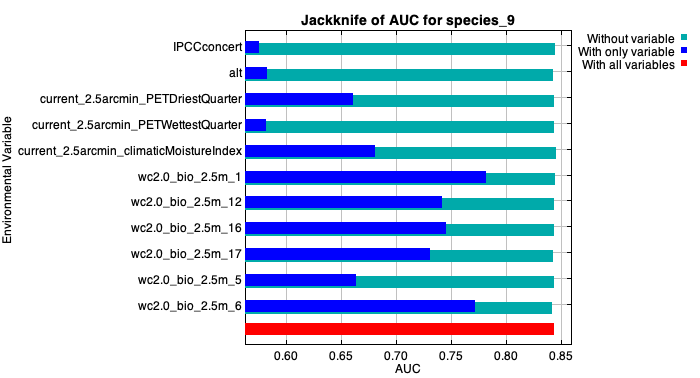 Jackknife of AUC for species_9
Without variable
With only variable
With all variables
Environmental Variable
IPCCconcert
alt
current_2.5arcmin_PETDriestQuarter
current_2.5arcmin_PETWettestQuarter
current_2.5arcmin_climaticMoistureIndex
wc2.0_bio_2.5m_1
wc2.0_bio_2.5m_12
wc2.0_bio_2.5m_16
wc2.0_bio_2.5m_17
wc2.0_bio_2.5m_5
wc2.0_bio_2.5m_6
0.60 0.65 0.70 0.75 0.80 0.85
AUC